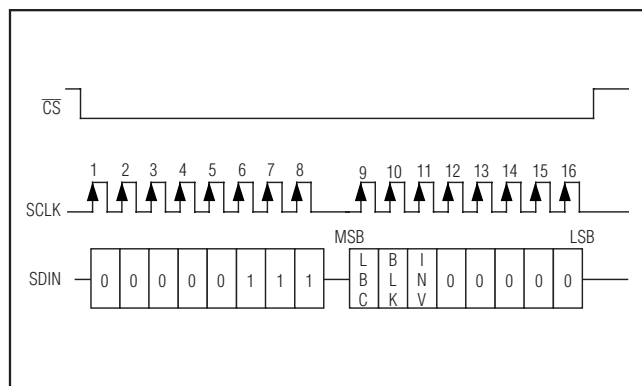 CS
1 2 3 4 5 6 7 8 9 10 11 12 13 14 15 16
SCLK
MSB LSB
SDIN 0 0 0 0 0 1 1 1 LBC BLK INV 0 0 0 0 0